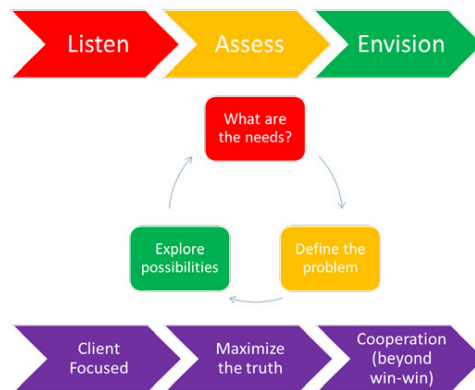 Listen
Assess
Envision
What are
the needs?
Explore
possibilities
Define the
problem
Client
Focused
Maximize
the truth
Cooperation
(beyond
win-win)